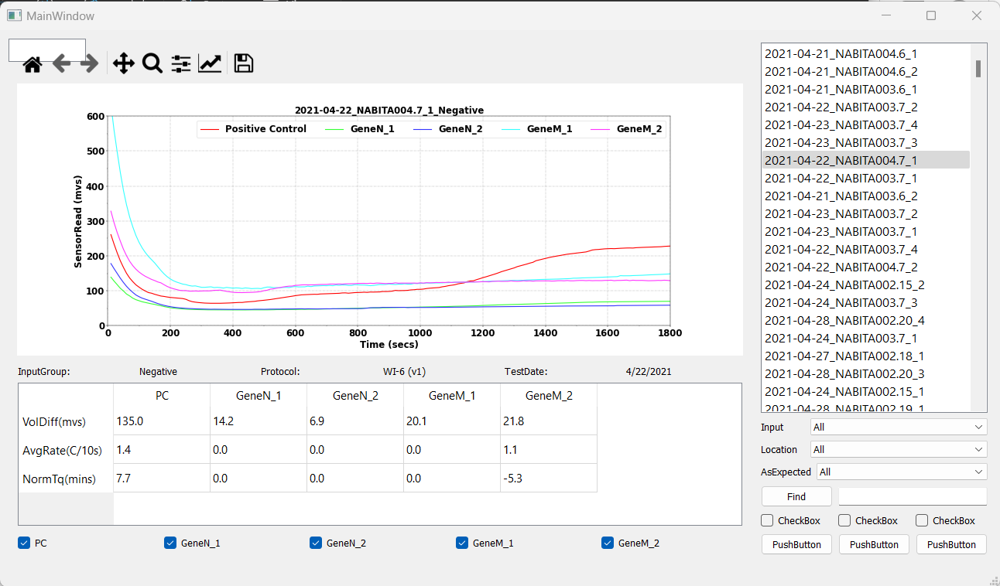 MainWindow
2021-04-22_NABITA004.7_1_Negative
Positive Control GeneN_1 GeneN_2 GeneM_1 GeneM_2
SensorRead (mvs)
600
500
400
300
200
100
0
0 200 400 600 800 1000 1200 1400 1600 1800
Time (secs)
InputGroup: Negative Protocol: WI-6 (v1) TestDate: 4/22/2021
PC GeneN_1 GeneN_2 GeneM_1 GeneM_2
VolDiff(mvs) 135.0 14.2 6.9 20.1 21.8
AvgRate(C/10s) 1.4 0.0 0.0 0.0 1.1
NormTq(mins) 7.7 0.0 0.0 0.0 -5.3
PC GeneN_1 GeneN_2 GeneM_1 GeneM_2
2021-04-21_NABITA004.6_1
2021-04-21_NABITA004.6_2
2021-04-21_NABITA003.6_1
2021-04-22_NABITA003.7_2
2021-04-23_NABITA003.7_4
2021-04-23_NABITA003.7_3
2021-04-22_NABITA004.7_1
2021-04-22_NABITA003.7_1
2021-04-21_NABITA003.6_2
2021-04-23_NABITA003.7_2
2021-04-23_NABITA003.7_1
2021-04-22_NABITA003.7_4
2021-04-22_NABITA004.7_2
2021-04-24_NABITA002.15_2
2021-04-24_NABITA003.7_3
2021-04-28_NABITA002.20_4
2021-04-24_NABITA003.7_1
2021-04-27_NABITA002.18_1
2021-04-28_NABITA002.20_3
2021-04-24_NABITA002.15_1
2021-04-28_NABITA002.19_1
Input All
Location All
AsExpected All
Find
CheckBox CheckBox CheckBox
PushButton PushButton PushButton